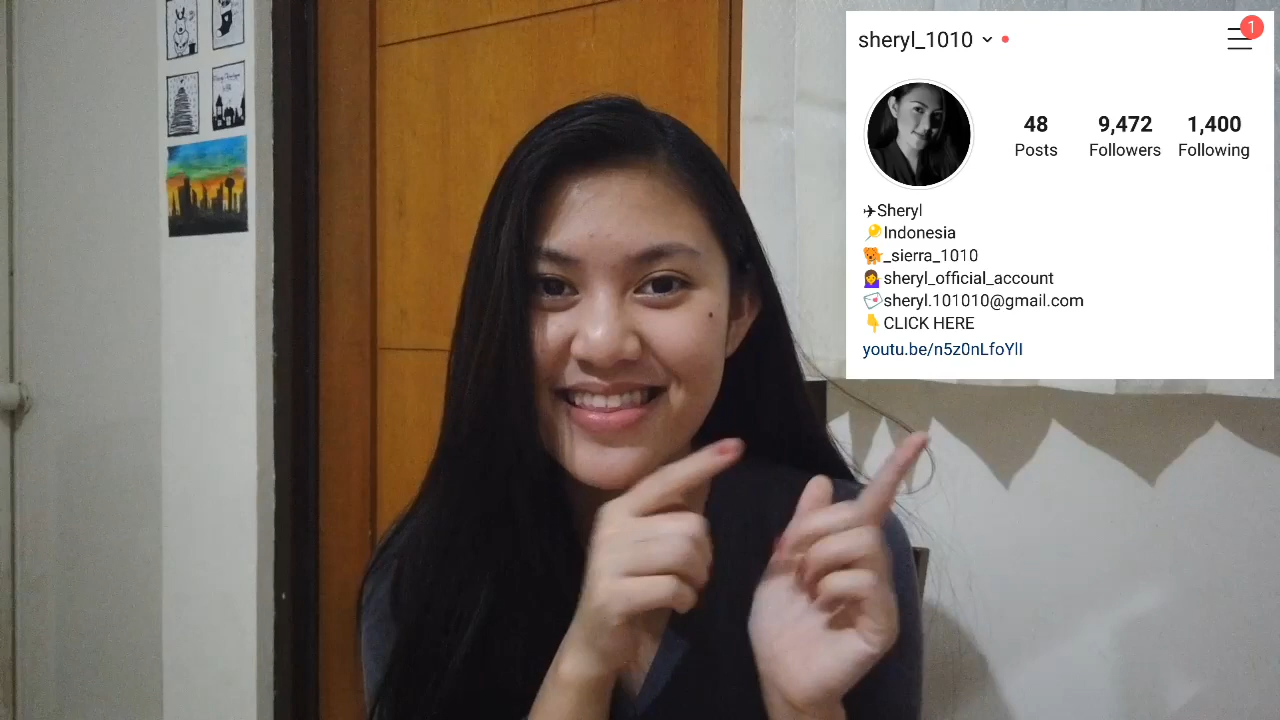 sheryl_1010
1
48 9,472 1,400
Posts Followers Following
✈Sheryl
📍Indonesia
🐕_sierra_1010
🤷‍♀️sheryl_official_account
💌sheryl.101010@gmail.com
👇CLICK HERE
youtu.be/n5z0nLfoYlI